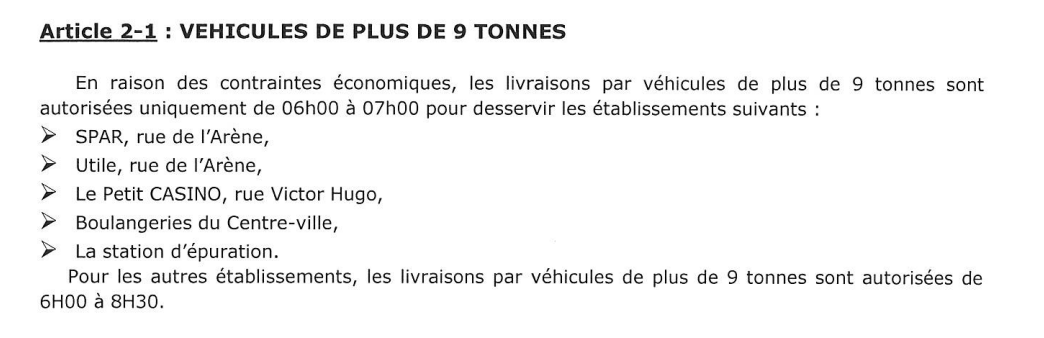 Article 2-1 : VEHICULES DE PLUS DE 9 TONNES
En raison des contraintes économiques, les livraisons par véhicules de plus de 9 tonnes sont
autorisées uniquement de 06h00 à 07h00 pour desservir les établissements suivants :
➢ SPAR, rue de l'Arène,
➢ Utile, rue de l'Arène,
➢ Le Petit CASINO, rue Victor Hugo,
➢ Boulangeries du Centre-ville,
➢ La station d'épuration.
Pour les autres établissements, les livraisons par véhicules de plus de 9 tonnes sont autorisées de
6H00 à 8H30.